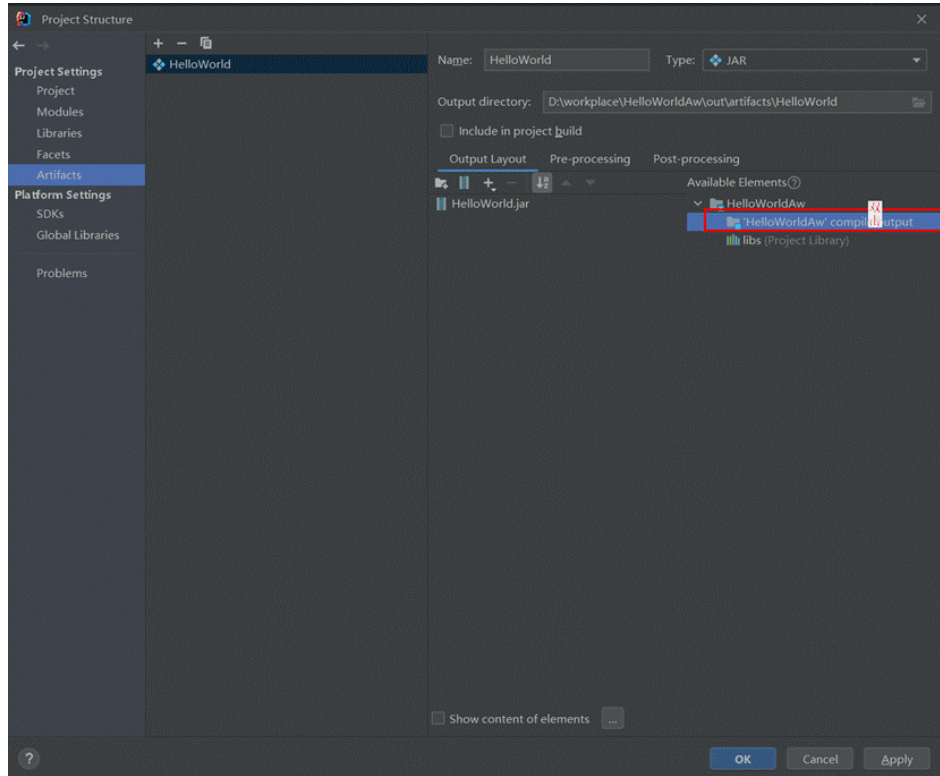 Project Structure
Project Settings
Project
Modules
Libraries
Facets
Artifacts
Platform Settings
SDKs
Global Libraries
Problems
HelloWorld
Name: HelloWorld Type: JAR
Output directory: D:\workplace\HelloWorldAw\out\artifacts\HelloWorld
Include in project build
Output Layout Pre-processing Post-processing
Available Elements
HelloWorld.jar
HelloWorldAw
'HelloWorldAw' compile output
双击
libs (Project Library)
Show content of elements ...
? OK Cancel Apply